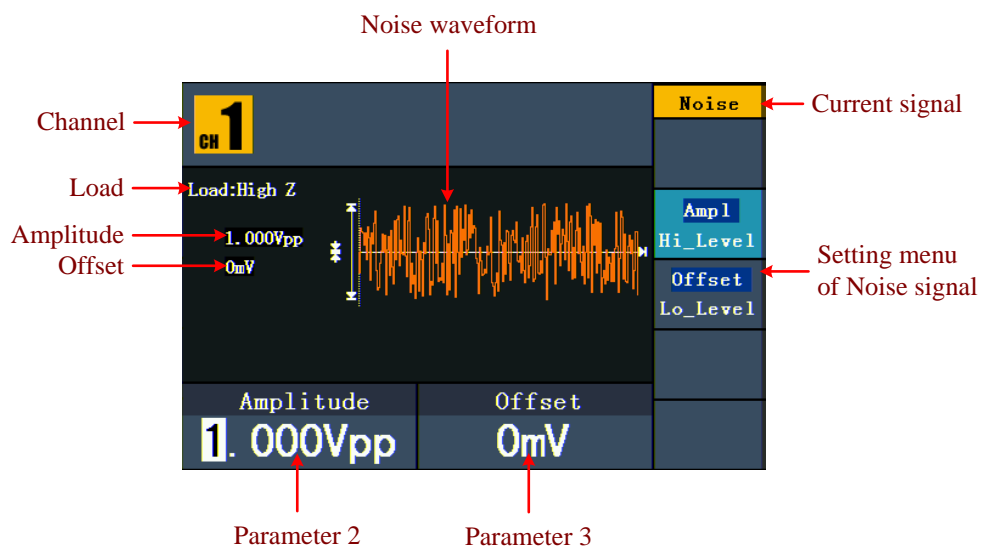 Noise waveform
Channel
CH 1
Noise
Current signal
Load
Load:High Z
Amplitude
1.000Vpp
Offset
0mV
Ampl
Hi_Level
Offset
Lo_Level
Setting menu
of Noise signal
Amplitude
Offset
1.000Vpp
0mV
Parameter 2
Parameter 3